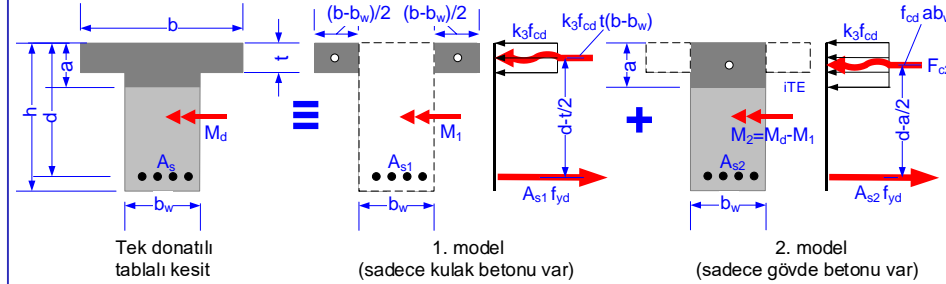 b
(b-bw)/2
(b-bw)/2
k3fcd t(b-bw)
k3fcd
fcd abw
k3fcd
h
d
a
t
d-t/2
a
iTE
Fc2
d-a/2
Md
M1
M2=Md-M1
As
As1
As2
As1 fyd
As2 fyd
bw
bw
bw
Tek donatılı
tablalı kesit
1. model
(sadece kulak betonu var)
2. model
(sadece gövde betonu var)